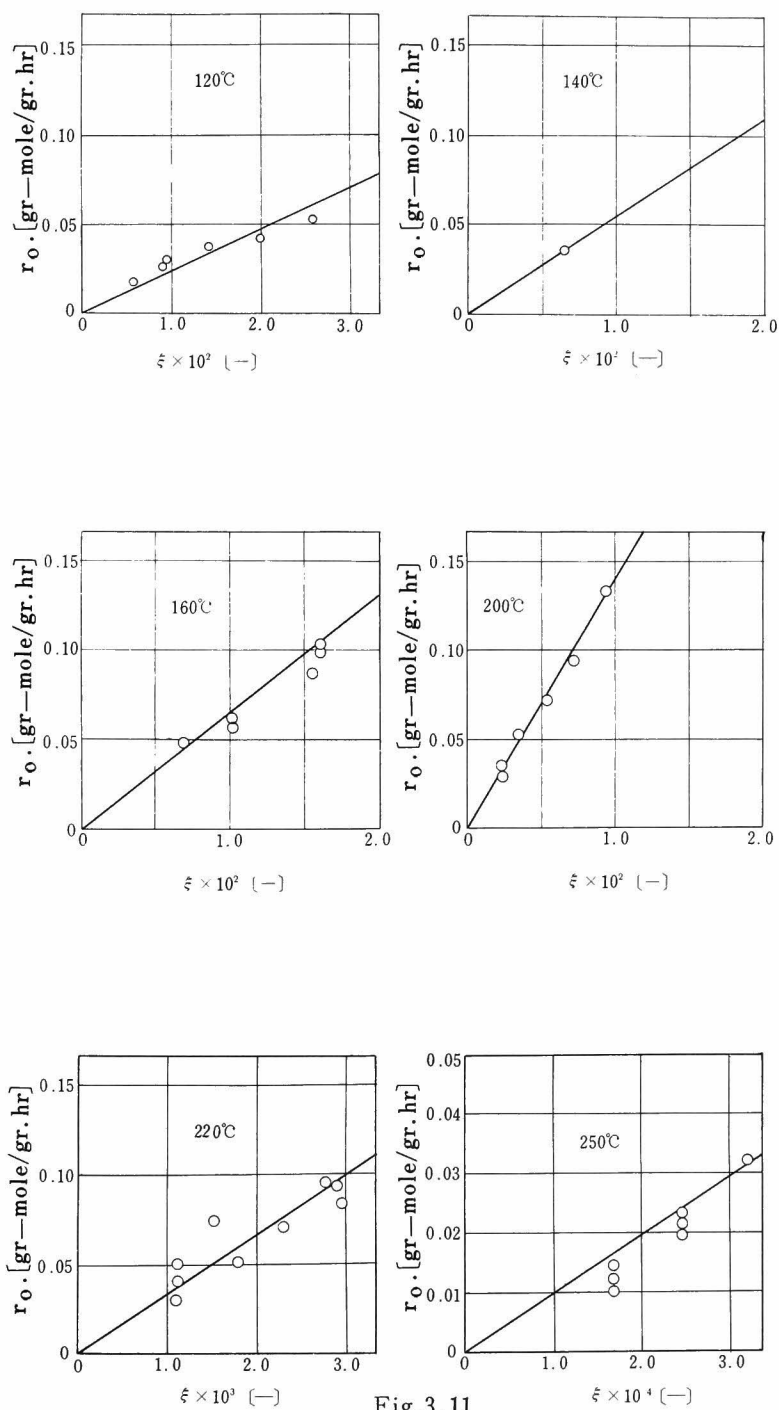 0.15
120℃ 
0.10
0.05
0
0 1.0 2.0 3.0
r₀.[gr—mole/gr.hr]
ξ×10² [—]
0.15
140℃
0.10
0.05
0
0 1.0 2.0
r₀.[gr—mole/gr.hr]
ξ×10² [—]
0.15
160℃
0.10
0.05
0
0 1.0 2.0
r₀.[gr—mole/gr.hr]
ξ×10² [—]
0.15
200℃
0.10
0.05
0
0 1.0 2.0
r₀.[gr—mole/gr.hr]
ξ×10² [—]
0.15
220℃
0.10
0.05
0
0 1.0 2.0 3.0
r₀.[gr—mole/gr.hr]
ξ×10³ [—]
0.05
0.04
250℃
0.03
0.02
0.01
0
0 1.0 2.0 3.0
r₀.[gr—mole/gr.hr]
ξ×10⁴ [—]
Fig 3 11